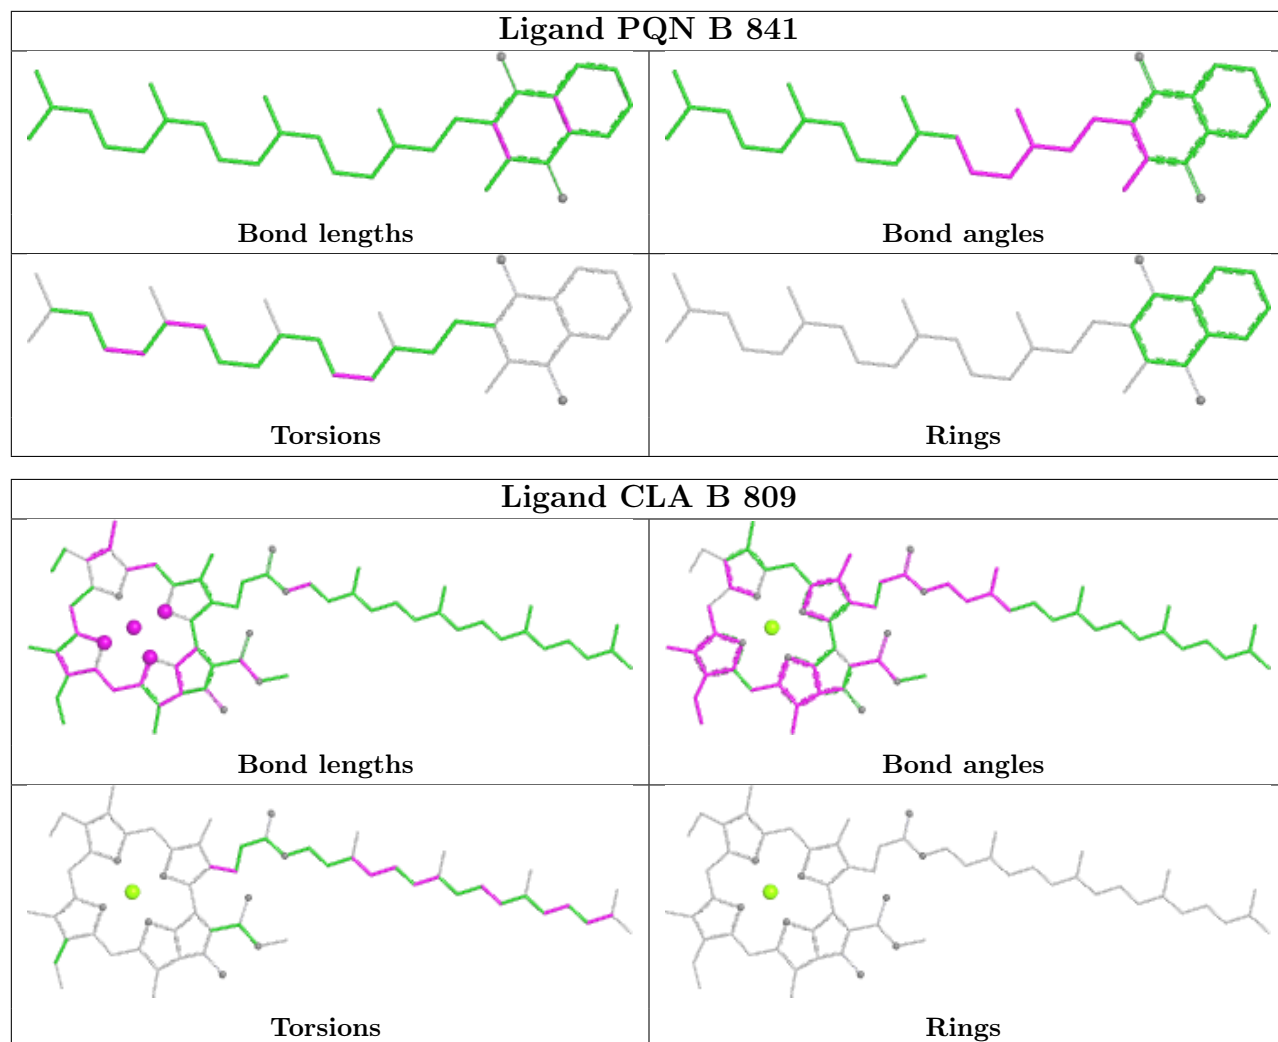 Ligand PQN B 841
Bond lengths
Bond angles
Torsions
Rings
Ligand CLA B 809
Bond lengths
Bond angles
Torsions
Rings